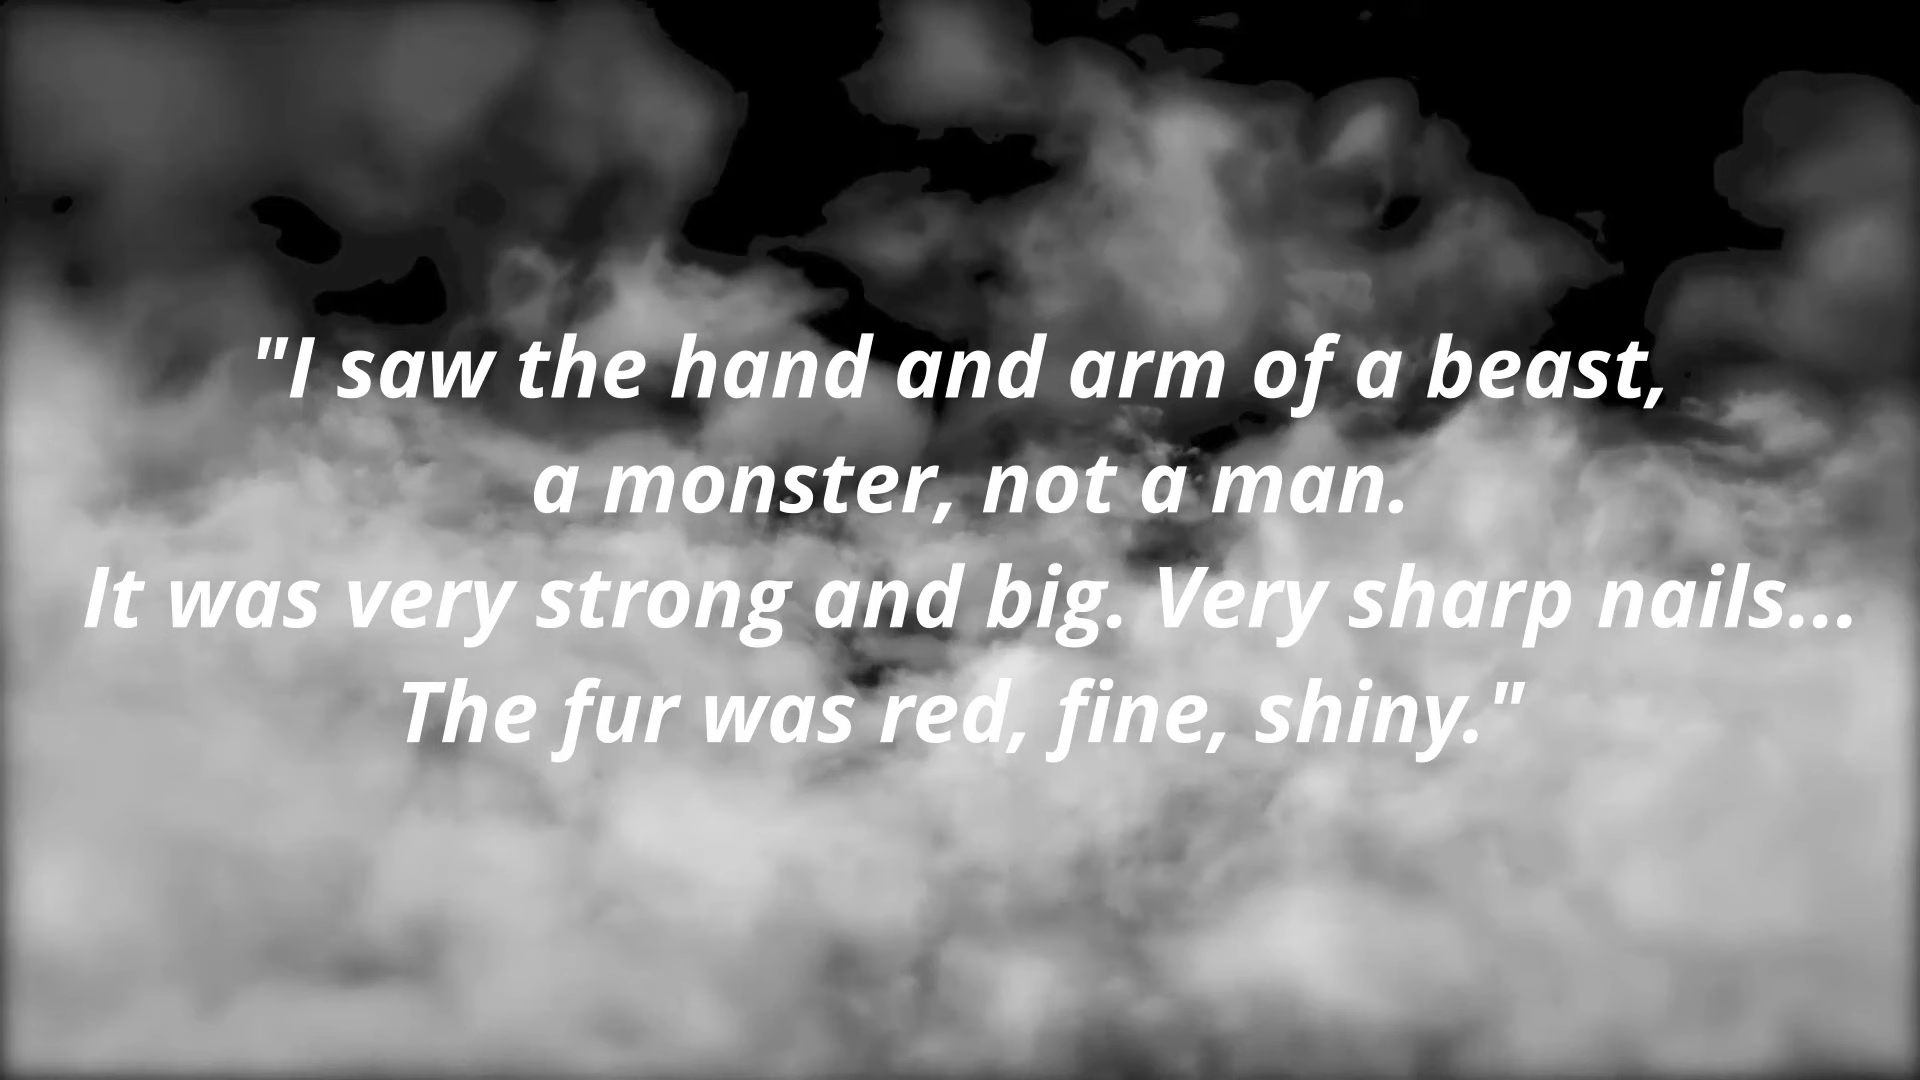 "I saw the hand and arm of a beast,
a monster, not a man.
It was very strong and big. Very sharp nails...
The fur was red, fine, shiny."